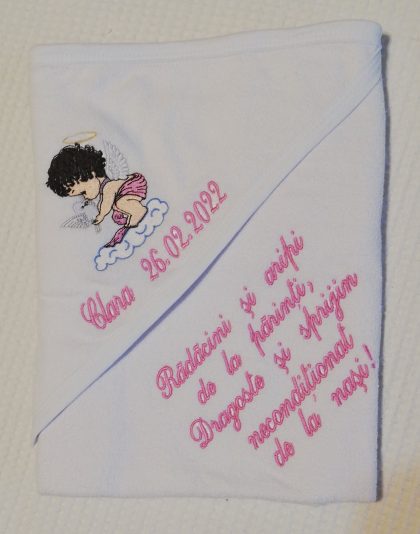 Clara 26.02.2022
Rădăcini și aripi
de la părinți,
Dragoste și sprijin
necondiționat
de la nași!